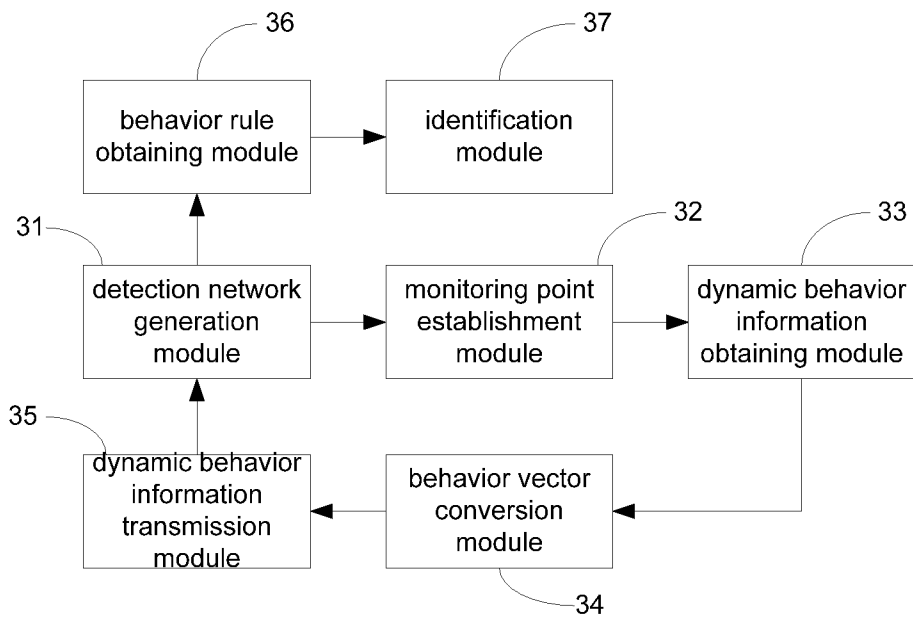 36
37
behavior rule
obtaining module
identification
module
31
32
33
detection network
generation
module
monitoring point
establishment
module
dynamic behavior
information
obtaining module
35
dynamic behavior
information
transmission
module
behavior vector
conversion
module
34